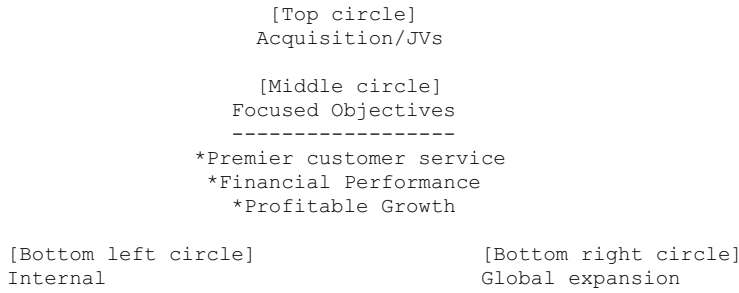 [Top circle]
Acquisition/JVs
[Middle circle]
Focused Objectives
------------------
*Premier customer service
*Financial Performance
*Profitable Growth
[Bottom left circle] [Bottom right circle]
Internal Global expansion